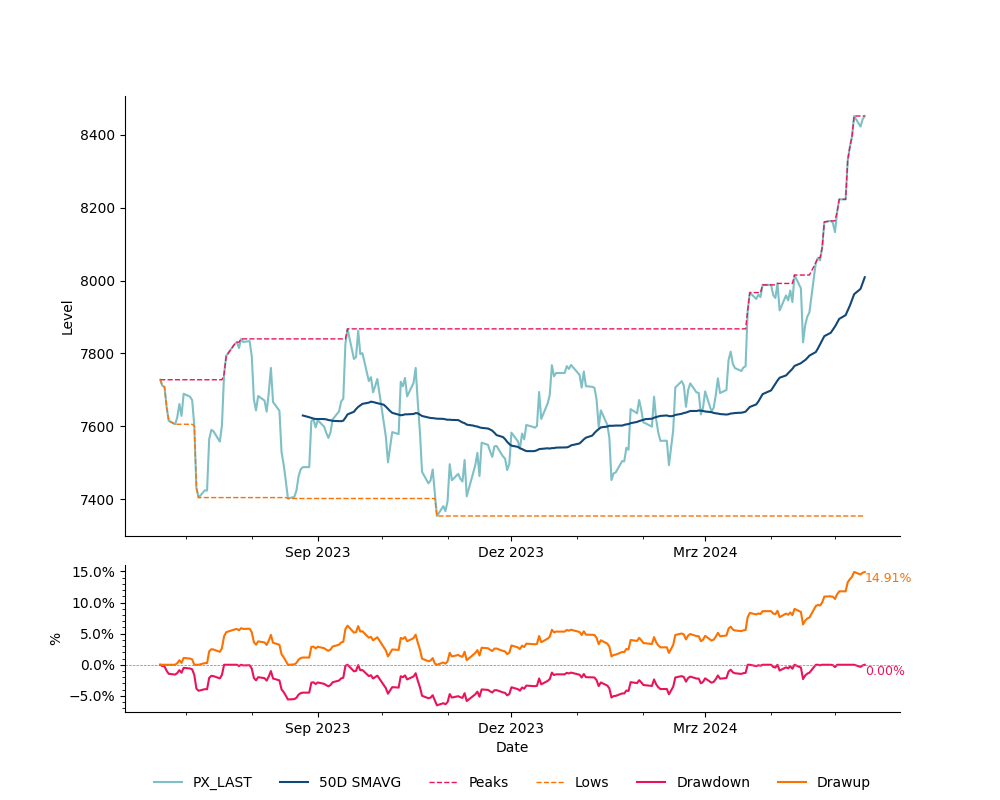 8400
8200
8000
7800
7600
7400
Level
Sep 2023 Dez 2023 Mrz 2024
15.0%
10.0%
5.0%
0.0%
−5.0%
%
14.91%
0.00%
Sep 2023 Dez 2023 Mrz 2024
Date
PX_LAST 50D SMAVG Peaks Lows Drawdown Drawup